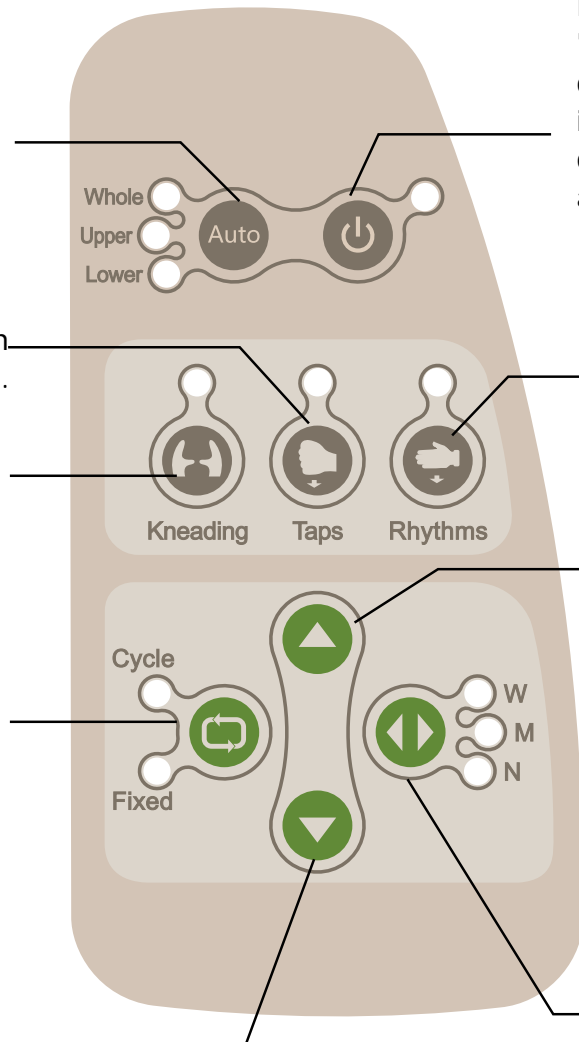 Whole
Upper
Lower
Auto
Kneading
Taps
Rhythms
Cycle
Fixed
W
M
N